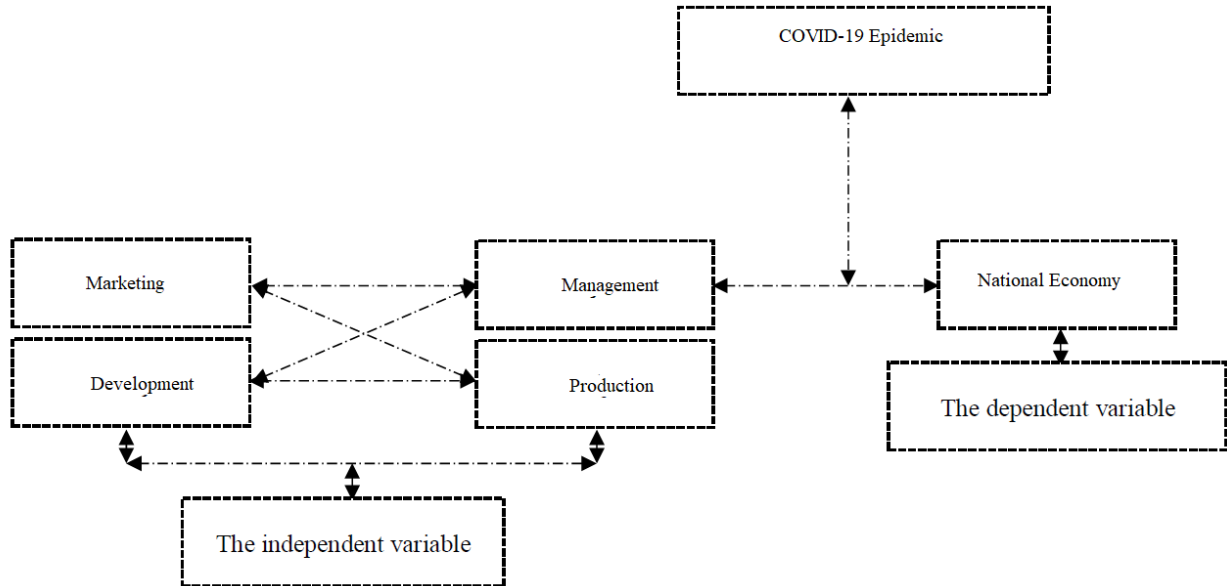 COVID-19 Epidemic
Marketing
Management
National Economy
Development
Production
The dependent variable
The independent variable